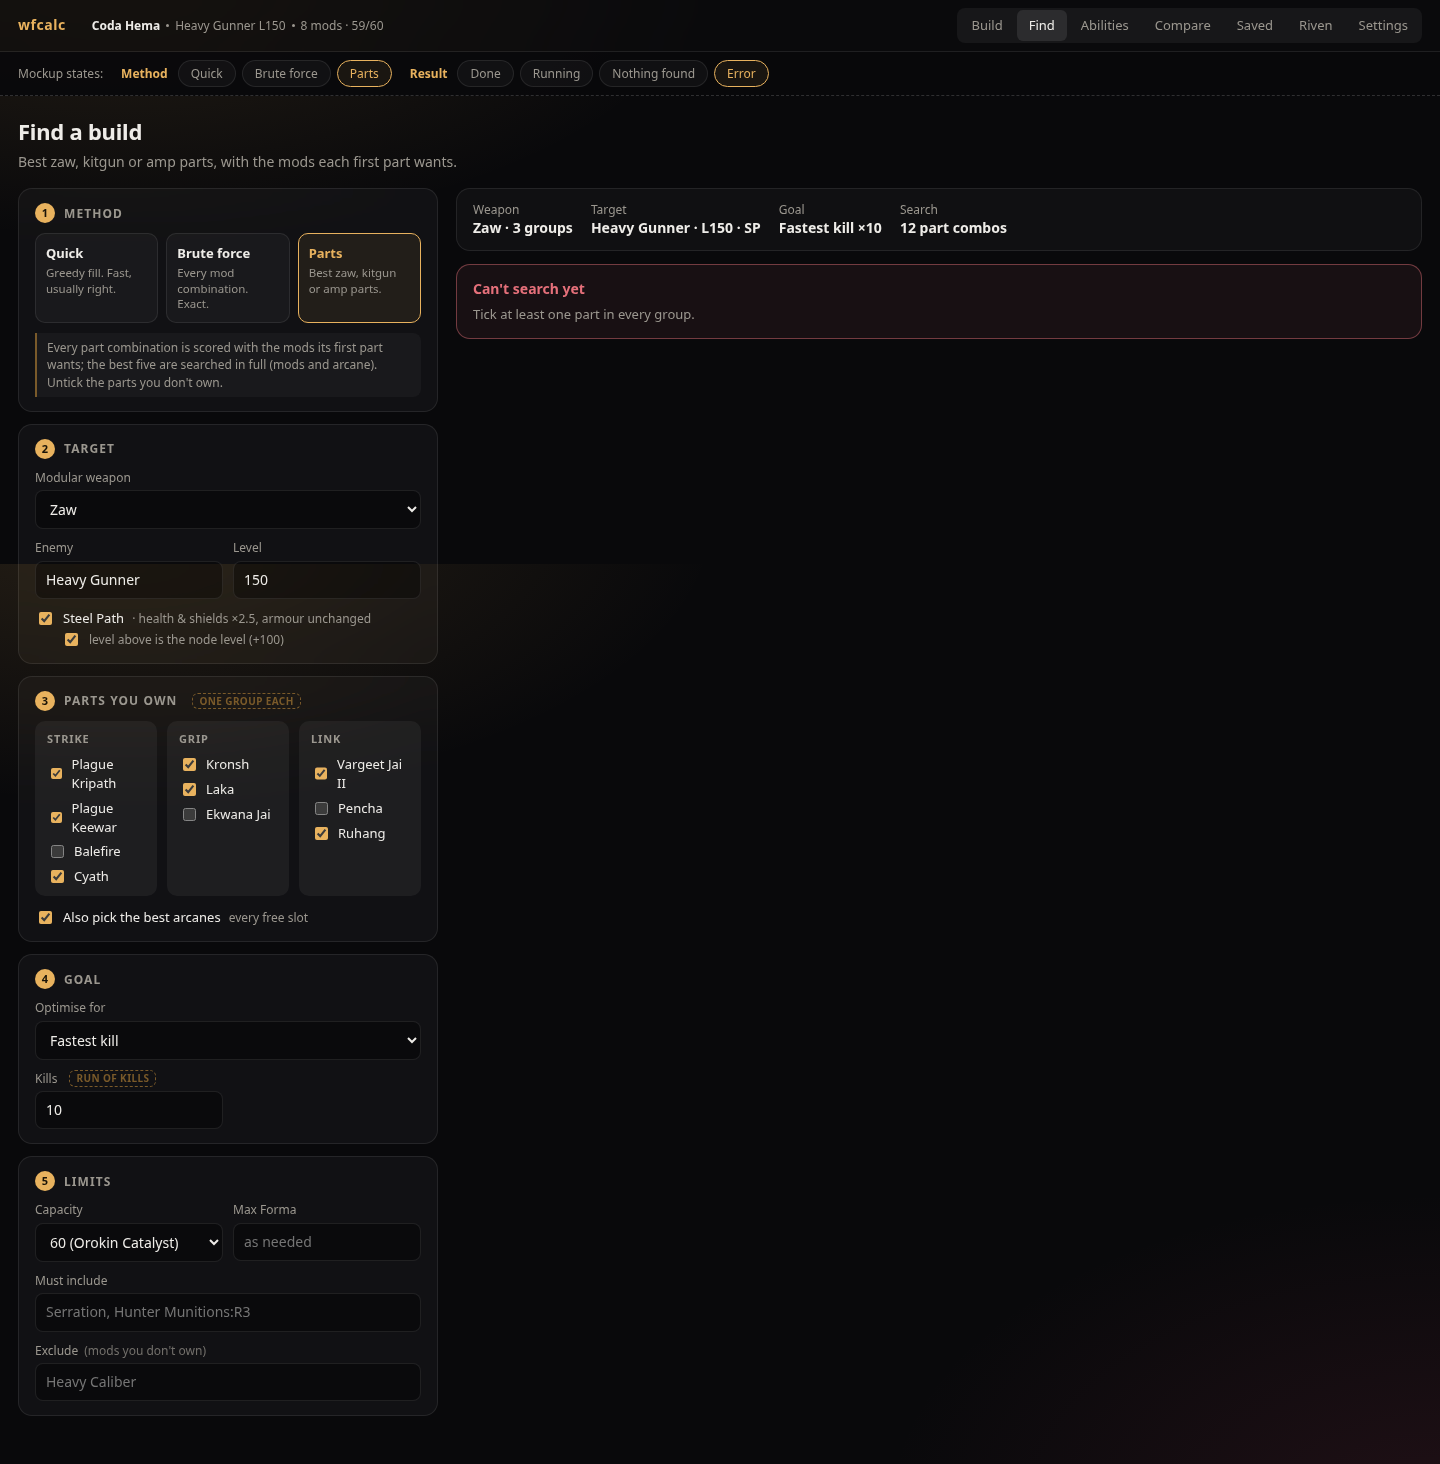 wfcalc Coda Hema • Heavy Gunner L150 • 8 mods · 59/60 Build Find Abilities Compare Saved Riven Settings
Mockup states: Method Quick Brute force Parts Result Done Running Nothing found Error
Find a build
Best zaw, kitgun or amp parts, with the mods each first part wants.
1 METHOD
Quick
Greedy fill. Fast,
usually right.
Brute force
Every mod
combination.
Exact.
Parts
Best zaw, kitgun
or amp parts.
Every part combination is scored with the mods its first part
wants; the best five are searched in full (mods and arcane).
Untick the parts you don't own.
2 TARGET
Modular weapon
Zaw
Enemy Level
Heavy Gunner 150
Steel Path · health & shields ×2.5, armour unchanged
level above is the node level (+100)
3 PARTS YOU OWN ONE GROUP EACH
STRIKE
Plague
Kripath
Plague
Keewar
Balefire
Cyath
GRIP
Kronsh
Laka
Ekwana Jai
LINK
Vargeet Jai
II
Pencha
Ruhang
Also pick the best arcanes every free slot
4 GOAL
Optimise for
Fastest kill
Kills RUN OF KILLS
10
5 LIMITS
Capacity Max Forma
60 (Orokin Catalyst) as needed
Must include
Serration, Hunter Munitions:R3
Exclude (mods you don't own)
Heavy Caliber
Weapon Target Goal Search
Zaw · 3 groups Heavy Gunner · L150 · SP Fastest kill ×10 12 part combos
Can't search yet
Tick at least one part in every group.